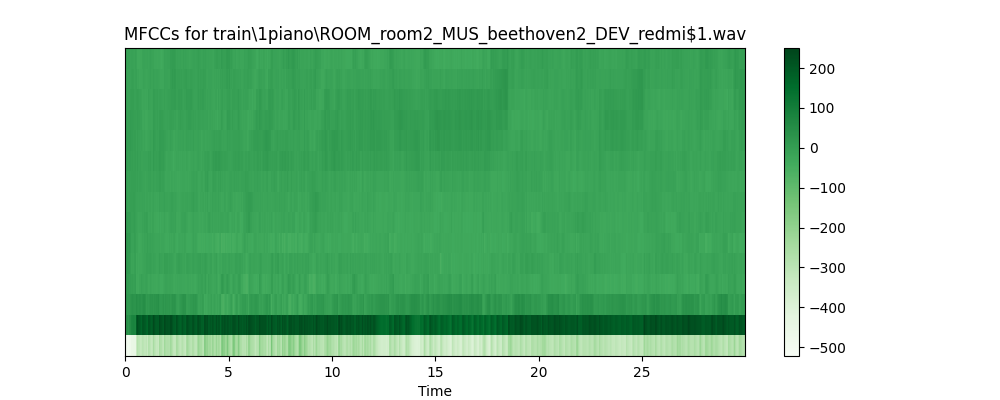 MFCCs for train\1piano\ROOM_room2_MUS_beethoven2_DEV_redmi$1.wav
200
100
0
−100
−200
−300
−400
−500
0 5 10 15 20 25
Time